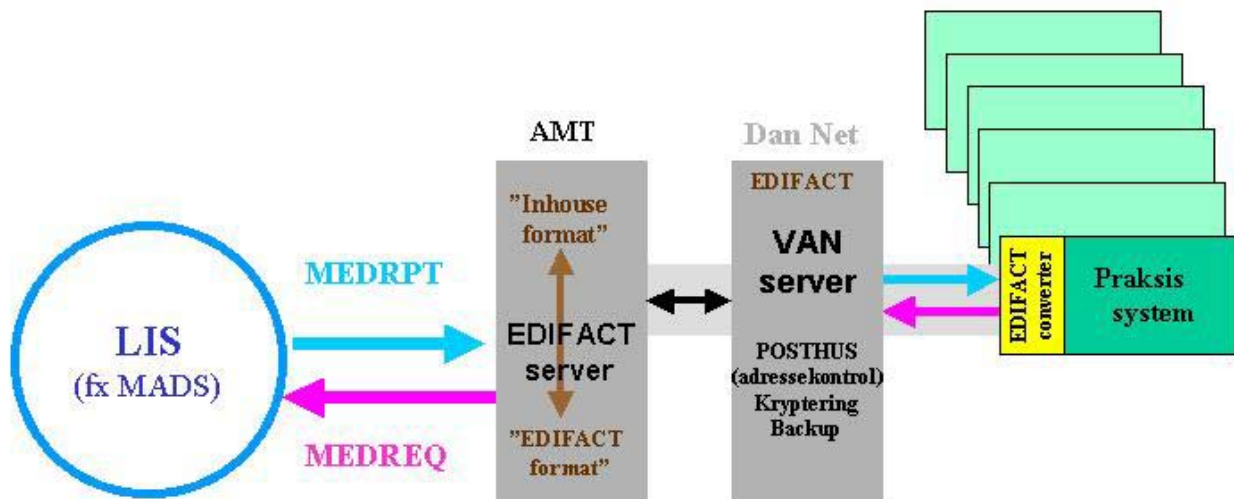 LIS
(fx MADS)
MEDRPT
MEDREQ
AMT
"Inhouse
format"
EDIFACT
server
"EDIFACT
format"
Dan Net
EDIFACT
VAN
server
POSTHUS
(adressekontrol)
Kryptering
Backup
EDIFACT
converter
Praksis
system